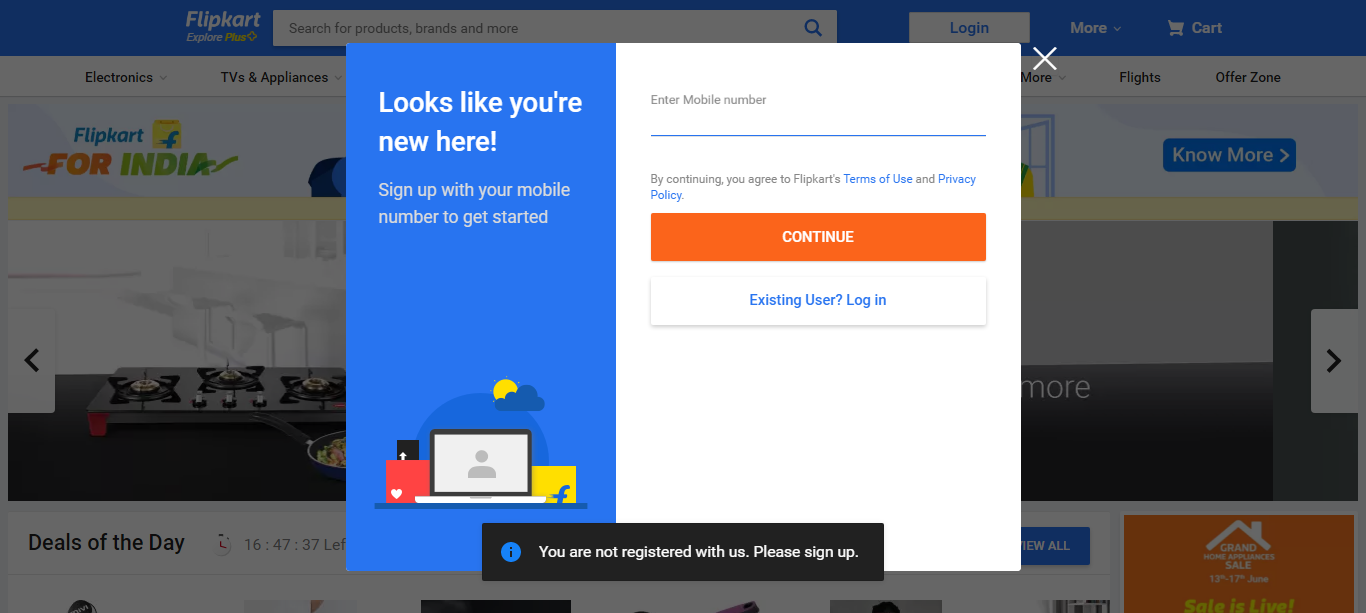 Flipkart
Explore Plus
Search for products, brands and more
Login
More
Cart
Electronics
TVs & Appliances
More
Flights
Offer Zone
Flipkart
FOR INDIA
Know More
Looks like you're
new here!
Sign up with your mobile
number to get started
Enter Mobile number
By continuing, you agree to Flipkart's Terms of Use and Privacy
Policy.
CONTINUE
Existing User? Log in
more
Deals of the Day
16 : 47 : 37 Lef
VIEW ALL
You are not registered with us. Please sign up.
GRAND
HOME APPLIANCES
SALE
13th-17th June
Sale is Live!